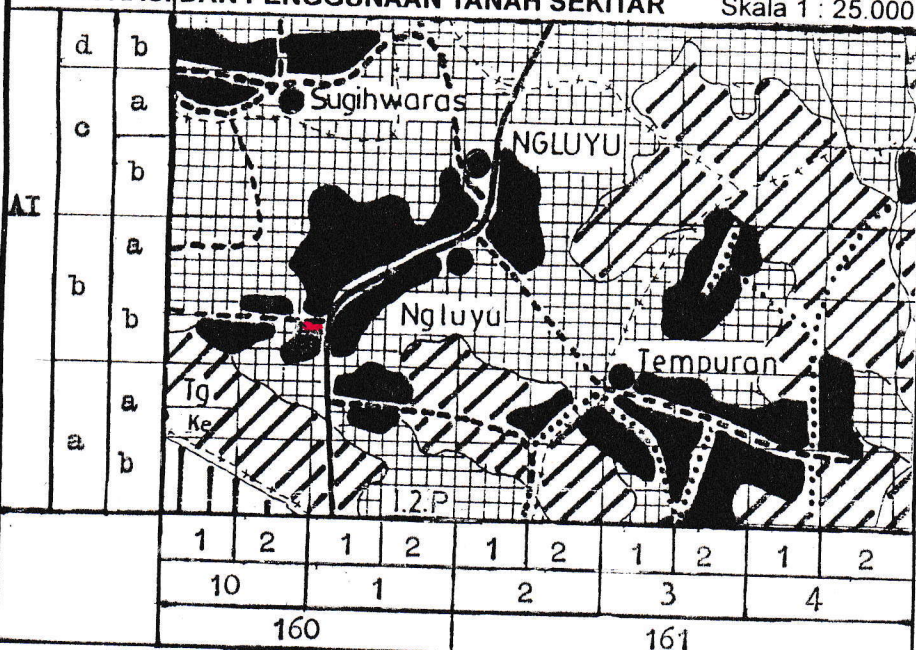 DAN PENGGUNAAN TANAH SEKITAR Skala 1 : 25.000
d b
c a
Sugihwaras
b
NGLUYU
AI
a
b
b
Ngluyu
Tempuran
a
Tg
Ke
a
b
1.2.P
1 2 1 2 1 2 1 2 1 2
10 1 2 3 4
160 161